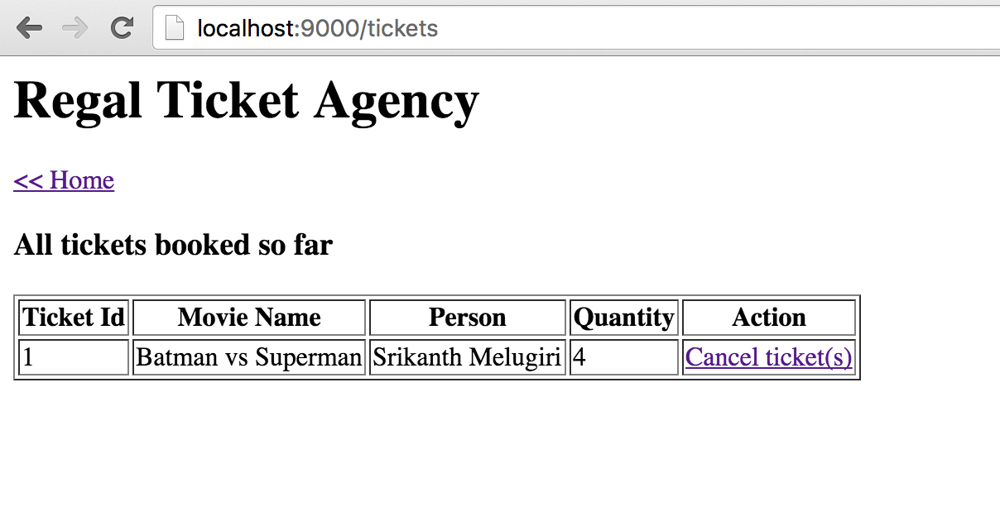 localhost:9000/tickets
Regal Ticket Agency
<< Home
All tickets booked so far
Ticket Id Movie Name Person Quantity Action
1 Batman vs Superman Srikanth Melugiri 4 Cancel ticket(s)